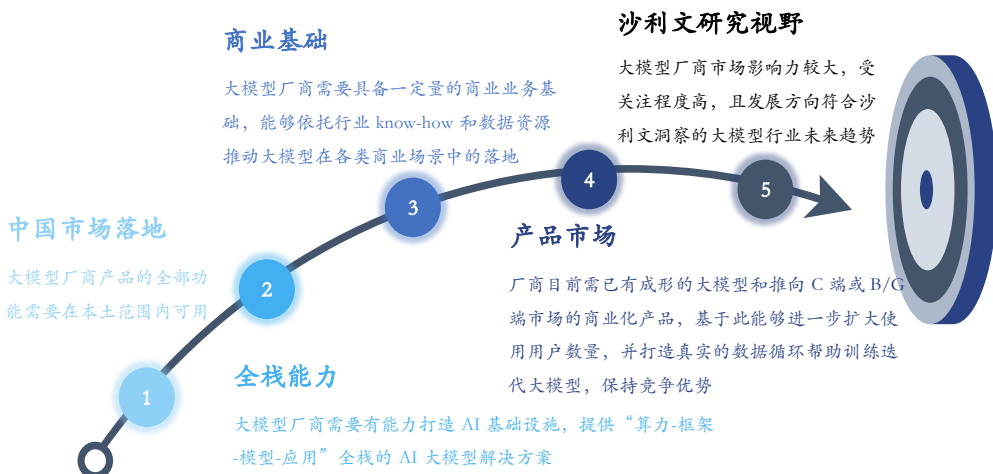 中国市场落地
大模型厂商产品的全部功
能需要在本土范围内可用
1
全栈能力
大模型厂商需要有能力打造 AI 基础设施，提供“算力-框架
-模型-应用”全栈的 AI 大模型解决方案
2
商业基础
大模型厂商需要具备一定量的商业业务基
础，能够依托行业 know-how 和数据资源
推动大模型在各类商业场景中的落地
3
产品市场
厂商目前需已有成形的大模型和推向 C 端或 B/G
端市场的商业化产品，基于此能够进一步扩大使
用用户数量，并打造真实的数据循环帮助训练迭
代大模型，保持竞争优势
4
沙利文研究视野
大模型厂商市场影响力较大，受
关注程度高，且发展方向符合沙
利文洞察的大模型行业未来趋势
5